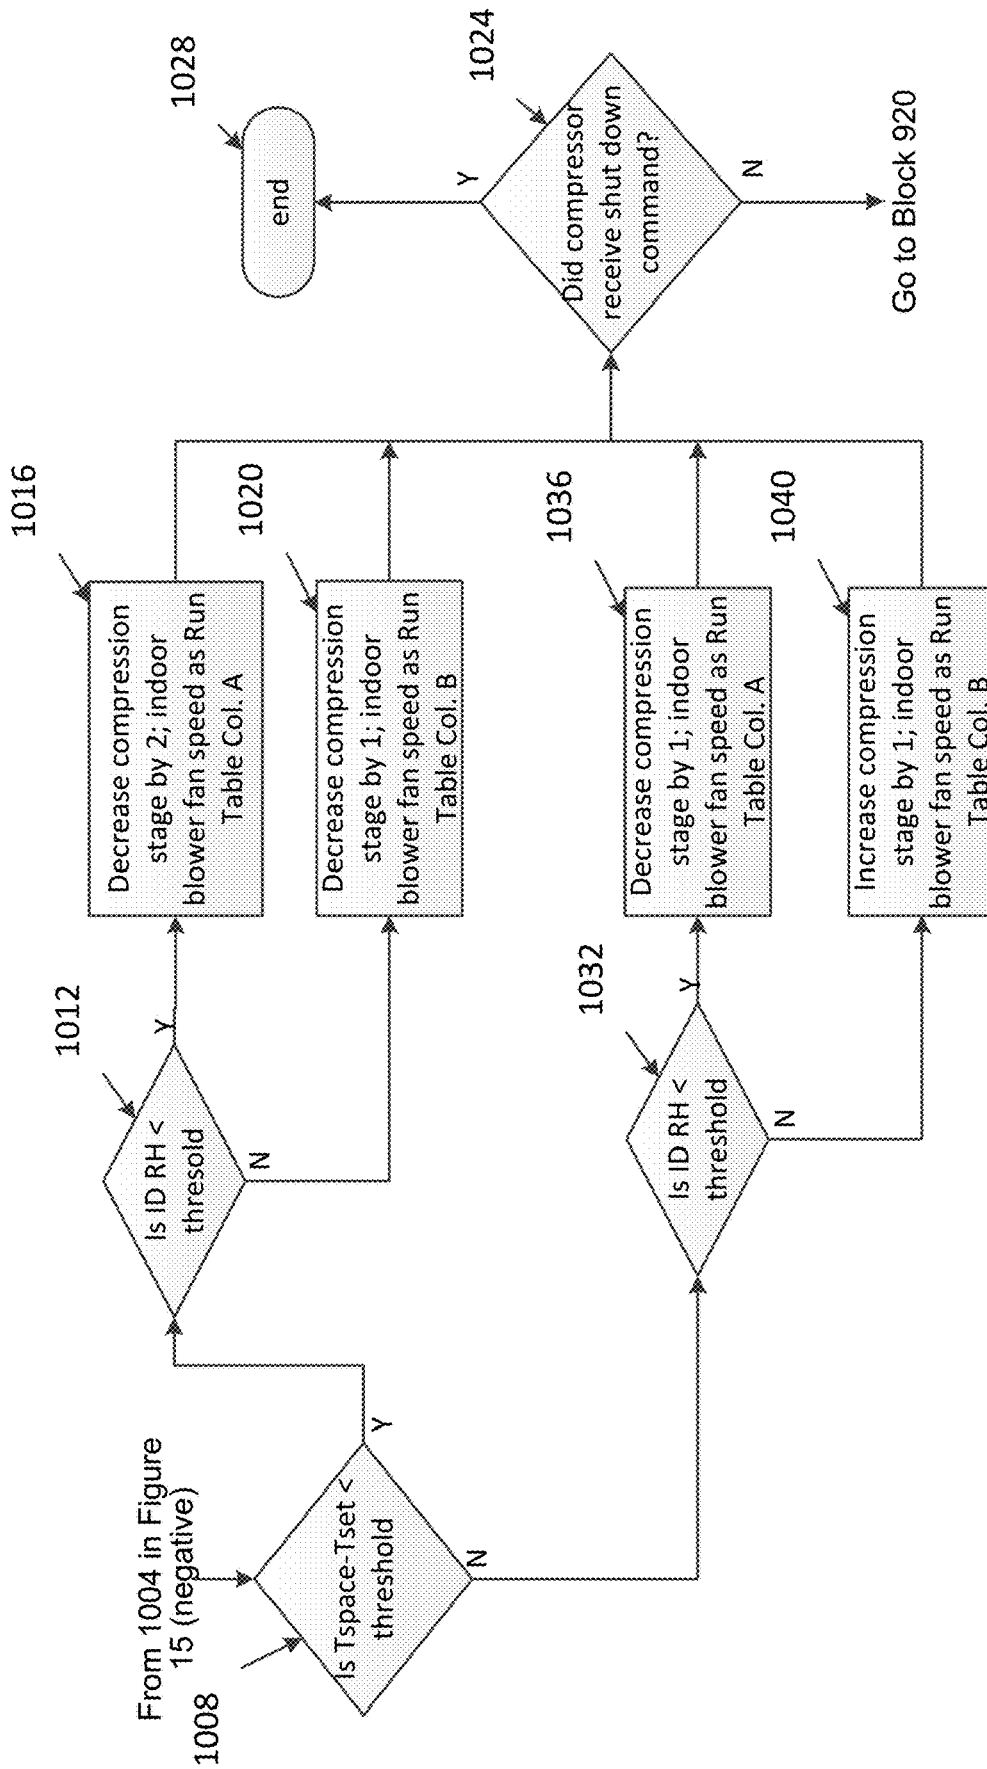 From 1004 in Figure
15 (negative)
1008
Is Tspace-Tset <
threshold
Y
N
1012
Is ID RH <
thresold
Y
N
1016
Decrease compression
stage by 2; indoor
blower fan speed as Run
Table Col. A
1020
Decrease compression
stage by 1; indoor
blower fan speed as Run
Table Col. B
1032
Is ID RH <
threshold
Y
N
1036
Decrease compression
stage by 1; indoor
blower fan speed as Run
Table Col. A
1040
Increase compression
stage by 1; indoor
blower fan speed as Run
Table Col. B
1024
Did compressor
receive shut down
command?
Y
N
1028
end
Go to Block 920